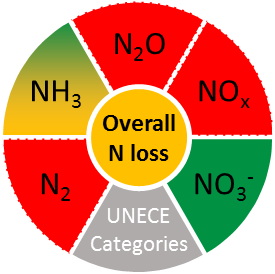 N₂O
NH₃
NOₓ
Overall
N loss
N₂
NO₃⁻
UNECE
Categories